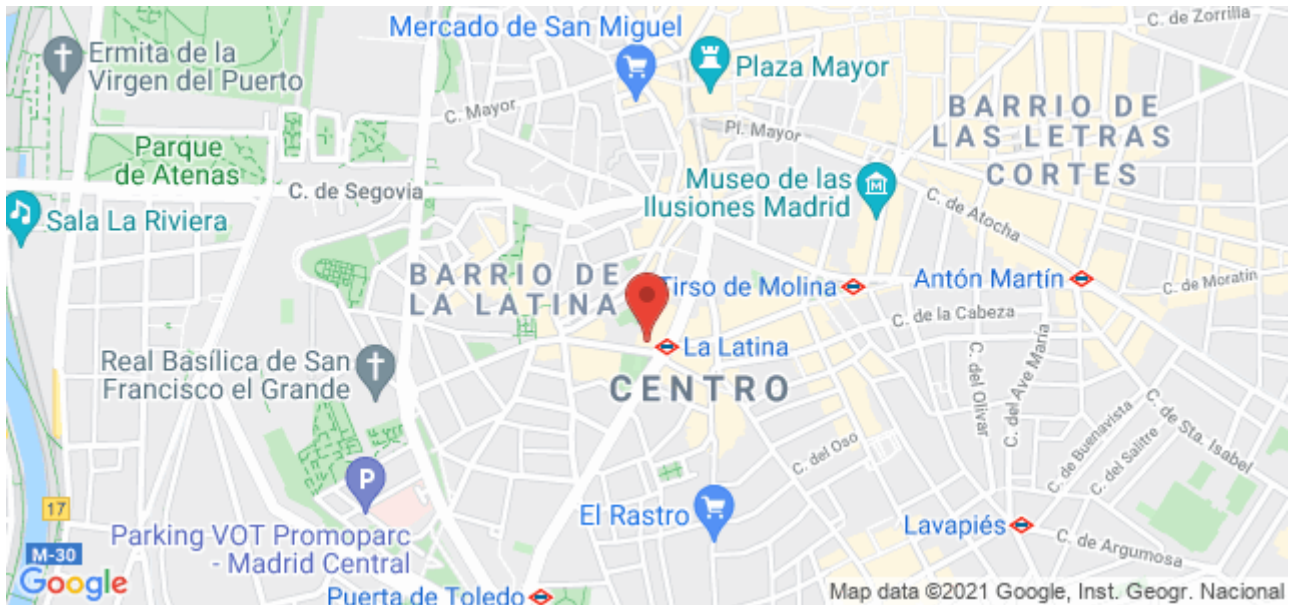 C. de Zorrilla
Mercado de San Miguel
Ermita de la
Virgen del Puerto
Plaza Mayor
C. Mayor
BARRIO DE
LAS LETRAS
CORTES
Pl. Mayor
Parque
de Atenas
C. de Segovia
Museo de las
Ilusiones Madrid
C. de Atocha
Sala La Riviera
BARRIO DE
LA LATINA
Tirso de Molina
Antón Martín
C. de Moratín
C. de la Cabeza
La Latina
Real Basílica de San
Francisco el Grande
CENTRO
C. del Olivar
C. del Ave María
C. de Buenavista
C. del Salitre
C. de Sta. Isabel
C. del Oso
P
El Rastro
17
Parking VOT Promoparc
- Madrid Central
Lavapiés
C. de Argumosa
M-30
Google
Puerta de Toledo
Map data ©2021 Google, Inst. Geogr. Nacional